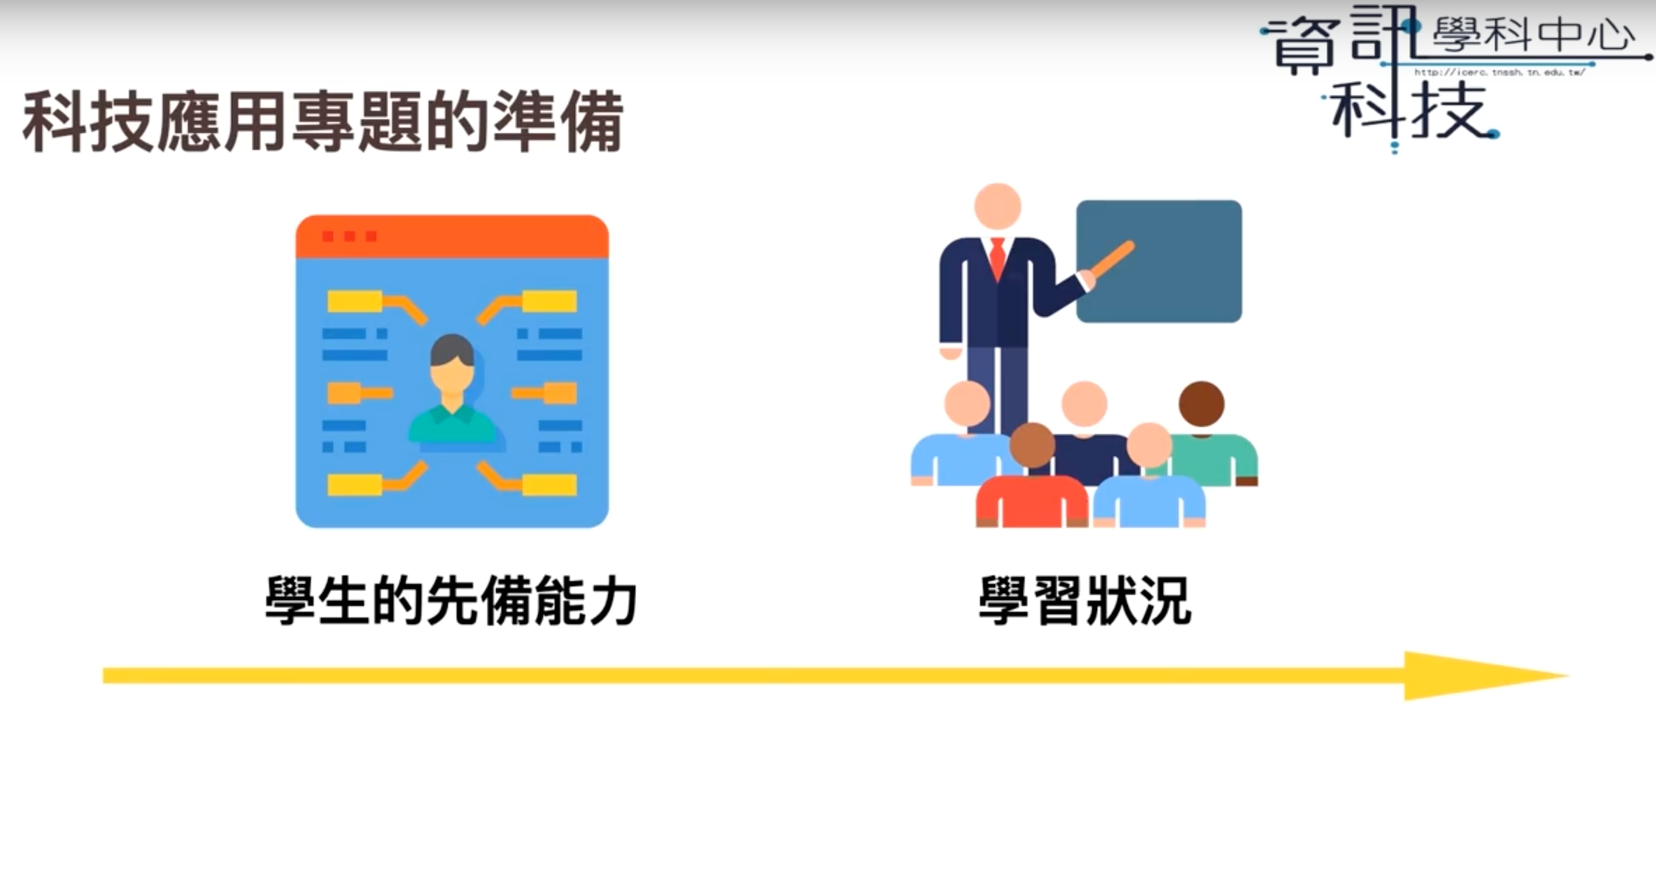 資訊科技 學科中心
http://icerc.tnssh.tn.edu.tw/
科技應用專題的準備
學生的先備能力
學習狀況